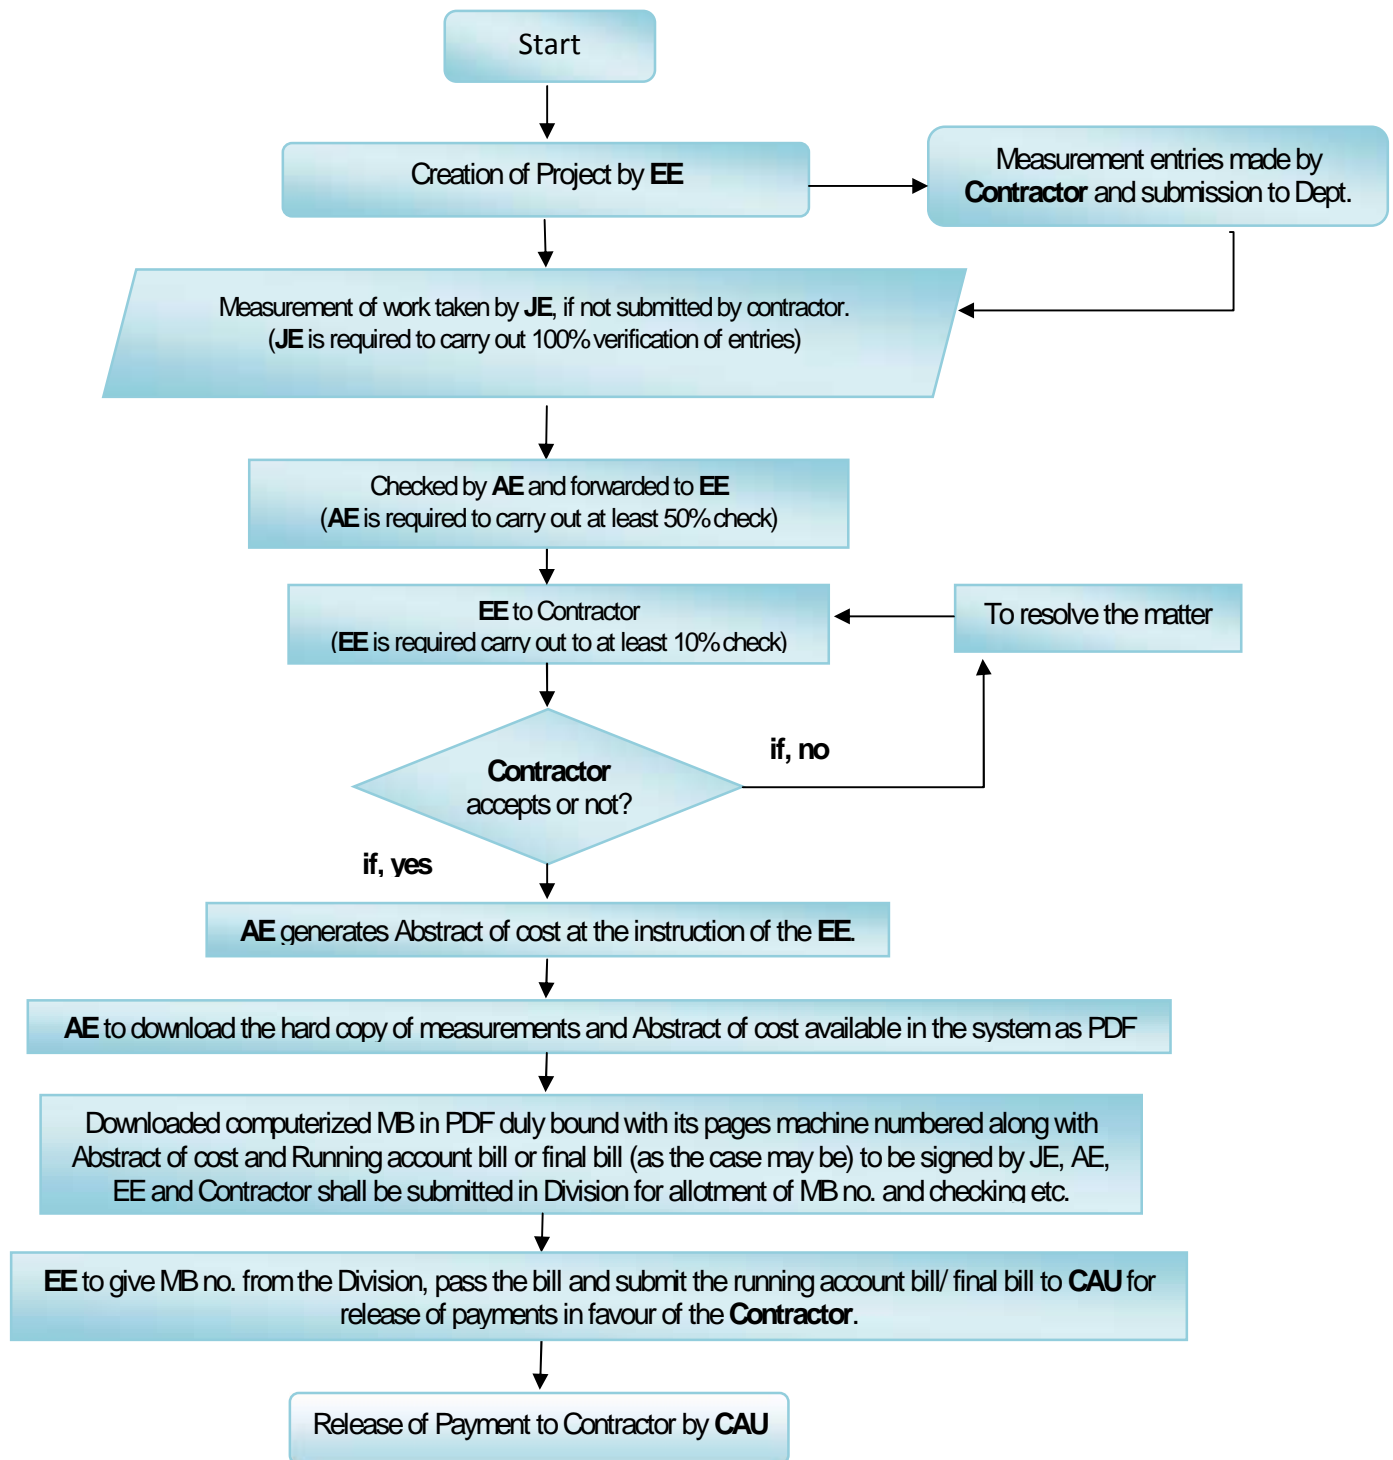 Start
Creation of Project by EE
Measurement entries made by
Contractor and submission to Dept.
Measurement of work taken by JE, if not submitted by contractor.
(JE is required to carry out 100% verification of entries)
Checked by AE and forwarded to EE
(AE is required to carry out at least 50% check)
EE to Contractor
(EE is required carry out to at least 10% check)
To resolve the matter
Contractor
accepts or not?
if, no
if, yes
AE generates Abstract of cost at the instruction of the EE.
AE to download the hard copy of measurements and Abstract of cost available in the system as PDF
Downloaded computerized MB in PDF duly bound with its pages machine numbered along with
Abstract of cost and Running account bill or final bill (as the case may be) to be signed by JE, AE,
EE and Contractor shall be submitted in Division for allotment of MB no. and checking etc.
EE to give MB no. from the Division, pass the bill and submit the running account bill/ final bill to CAU for
release of payments in favour of the Contractor.
Release of Payment to Contractor by CAU